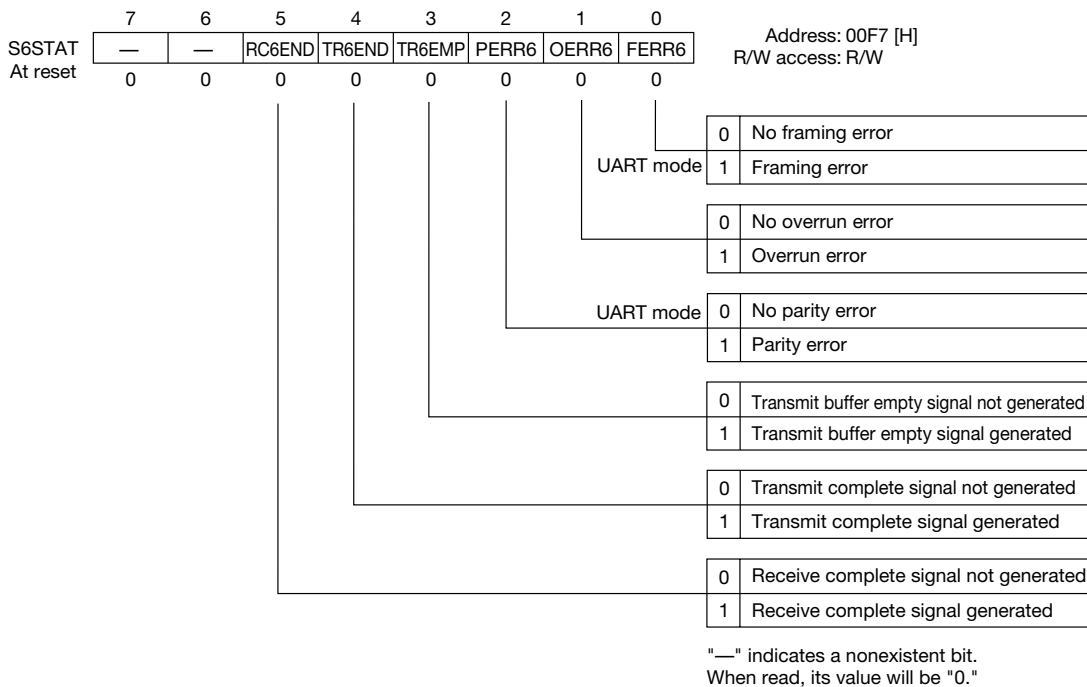 7 6 5 4 3 2 1 0
S6STAT — — RC6END TR6END TR6EMP PERR6 OERR6 FERR6
At reset 0 0 0 0 0 0 0 0
Address: 00F7 [H]
R/W access: R/W
0 No framing error
UART mode 1 Framing error
0 No overrun error
1 Overrun error
UART mode 0 No parity error
1 Parity error
0 Transmit buffer empty signal not generated
1 Transmit buffer empty signal generated
0 Transmit complete signal not generated
1 Transmit complete signal generated
0 Receive complete signal not generated
1 Receive complete signal generated
"—" indicates a nonexistent bit.
When read, its value will be "0."